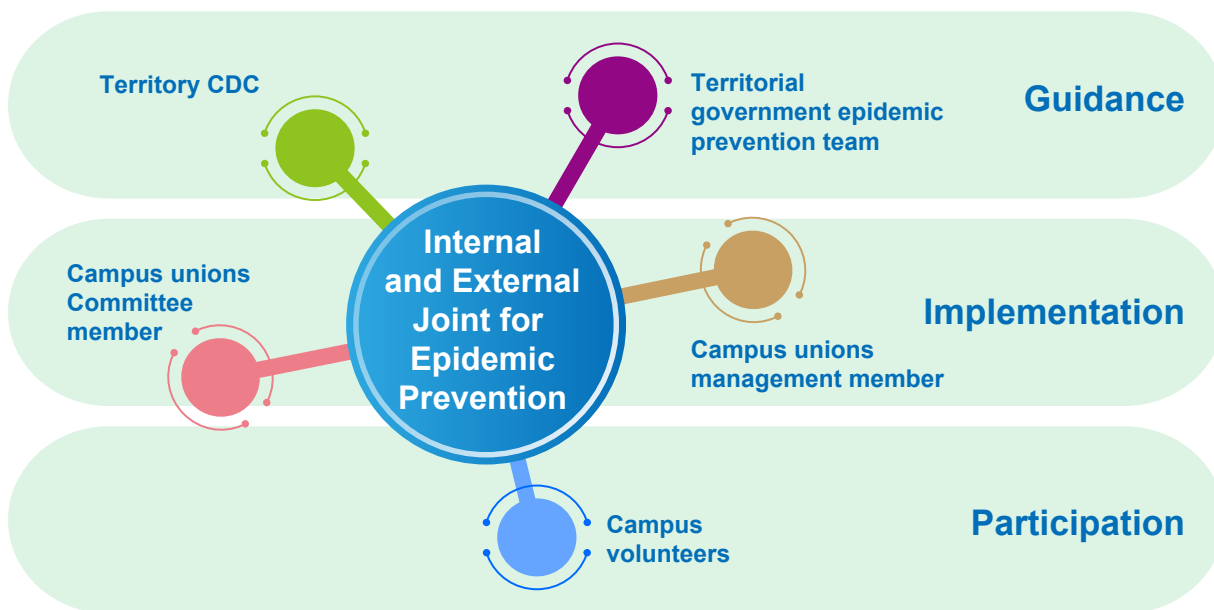 Territory CDC
Territorial
government epidemic
prevention team
Guidance
Internal
and External
Joint for
Epidemic
Prevention
Campus unions
Committee
member
Implementation
Campus unions
management member
Participation
Campus
volunteers